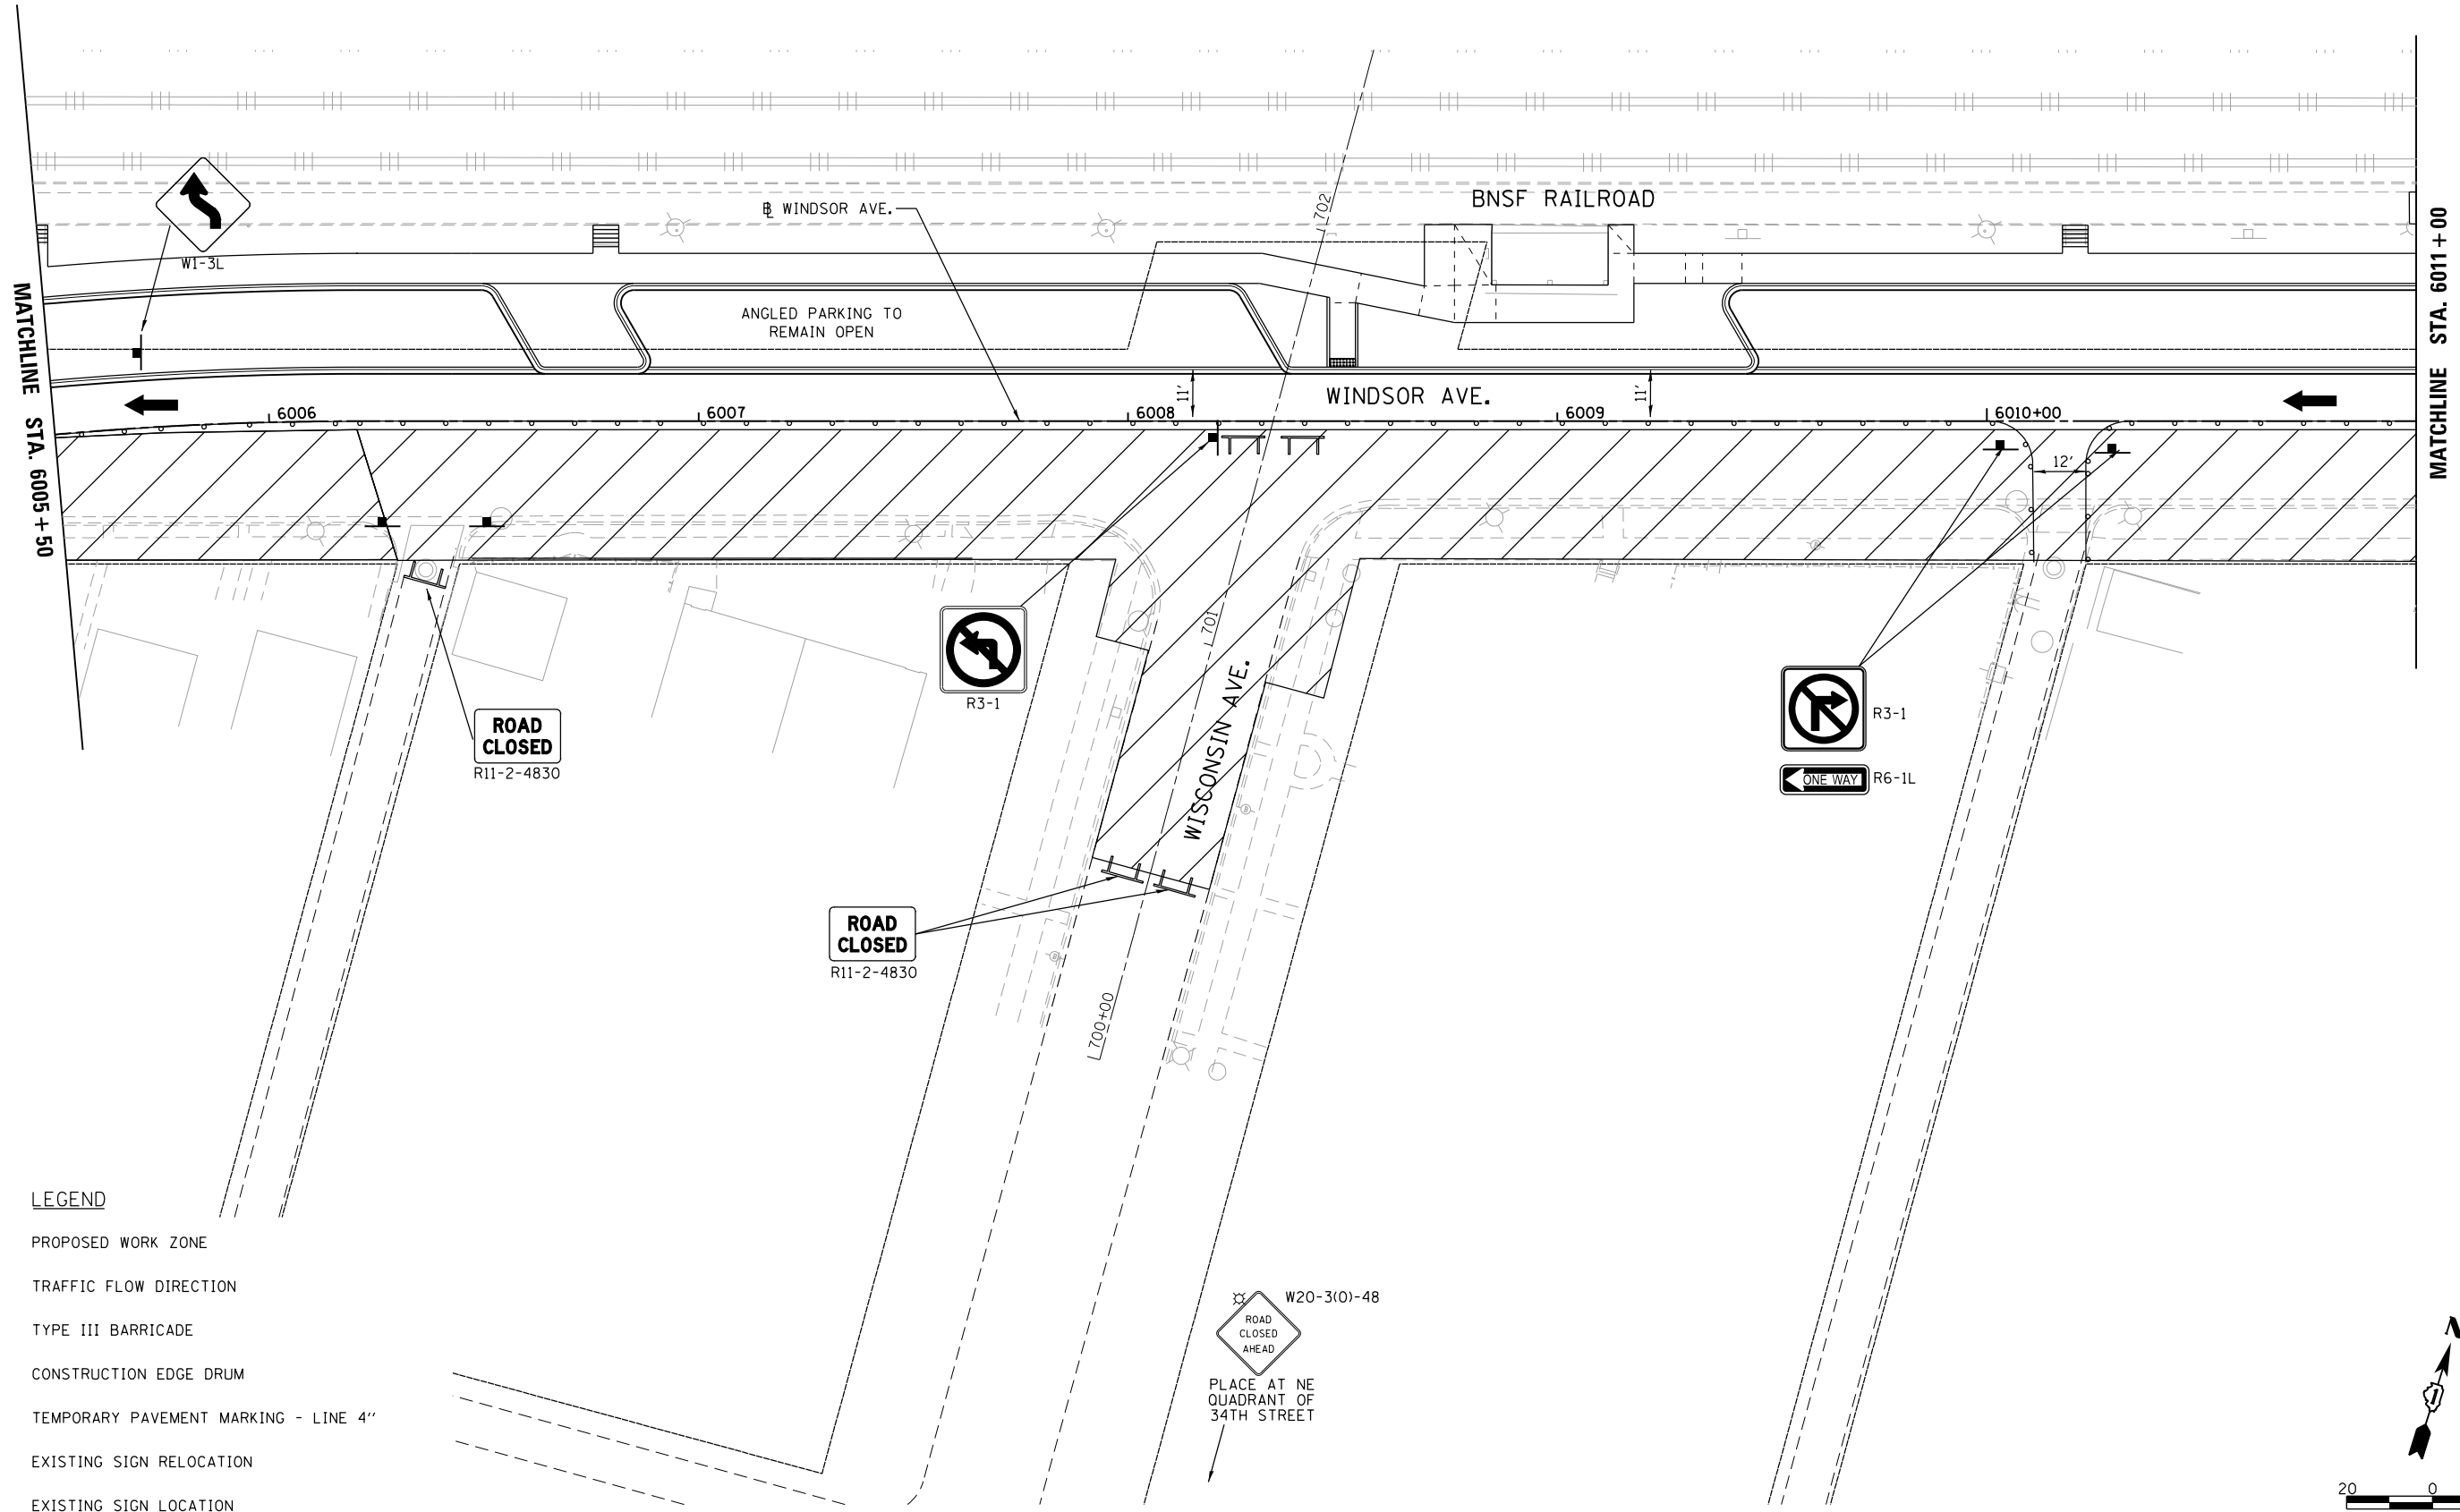 BNSF RAILROAD
702
℄ WINDSOR AVE.
W1-3L
ANGLED PARKING TO
REMAIN OPEN
MATCHLINE STA. 6005+50
MATCHLINE STA. 6011+00
11'
WINDSOR AVE.
11'
6006
6007
6008
6009
6010+00
12'
701
WISCONSIN AVE.
R3-1
R3-1
ONE WAY
R6-1L
ROAD
CLOSED
R11-2-4830
ROAD
CLOSED
R11-2-4830
700+00
LEGEND
PROPOSED WORK ZONE
TRAFFIC FLOW DIRECTION
TYPE III BARRICADE
CONSTRUCTION EDGE DRUM
TEMPORARY PAVEMENT MARKING - LINE 4"
EXISTING SIGN RELOCATION
EXISTING SIGN LOCATION
W20-3(O)-48
ROAD
CLOSED
AHEAD
PLACE AT NE
QUADRANT OF
34TH STREET
1
20 0